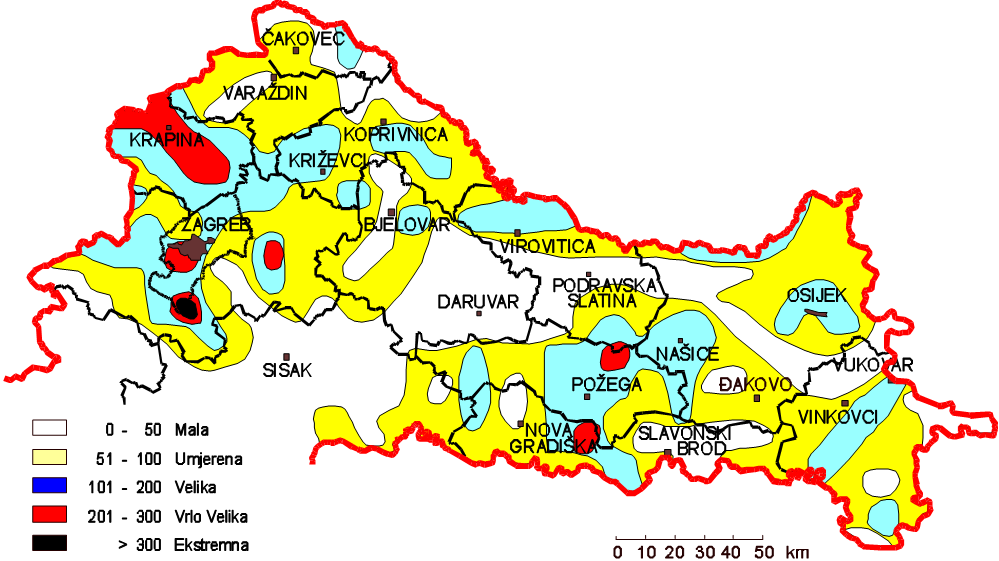 ČAKOVEC
VARAŽDIN
KRAPINA
KOPRIVNICA
KRIŽEVCI
ZAGREB
BJELOVAR
VIROVITICA
PODRAVSKA
SLATINA
DARUVAR
OSIJEK
SISAK
NAŠICE
VUKOVAR
POŽEGA
ĐAKOVO
VINKOVCI
NOVA
GRADIŠKA
SLAVONSKI
BROD
0 - 50 Mala
51 - 100 Umjerena
101 - 200 Velika
201 - 300 Vrlo Velika
> 300 Ekstremna
0 10 20 30 40 50 km